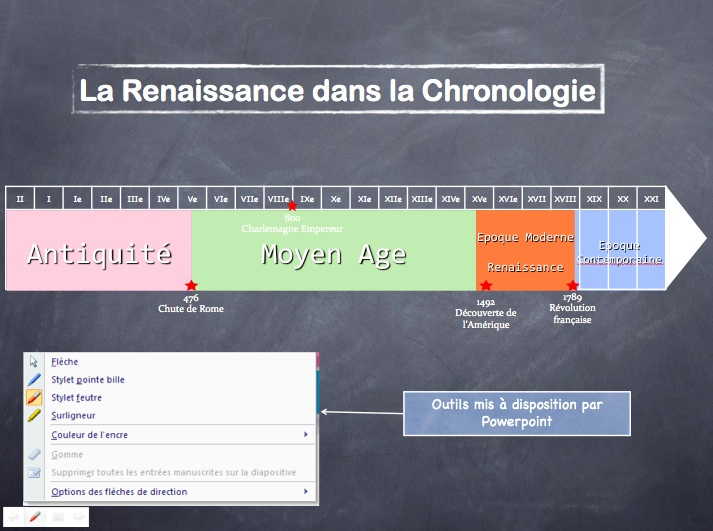 La Renaissance dans la Chronologie
II I Ie IIe IIIe IVe Ve VIe VIIe VIIIe IXe Xe XIe XIIe XIIIe XIVe XVe XVIe XVII XVIII XIX XX XXI
800
Charlemagne Empereur
Antiquité
Moyen Age
Epoque Moderne
Renaissance
Epoque
Contemporaine
476
Chute de Rome
1492
Découverte de
l'Amérique
1789
Révolution
française
Flèche
Stylet pointe bille
Stylet feutre
Surligneur
Couleur de l'encre
Gomme
Supprimer toutes les entrées manuscrites sur la diapositive
Options des flèches de direction
Outils mis à disposition par
Powerpoint